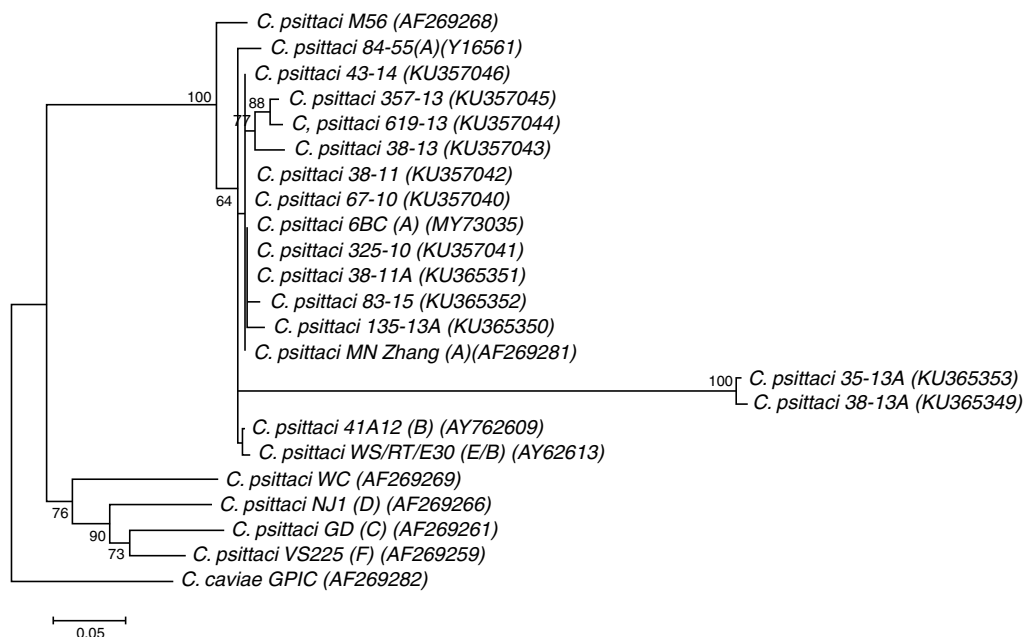 C. psittaci M56 (AF269268)
C. psittaci 84-55(A)(Y16561)
C. psittaci 43-14 (KU357046)
100
88
C. psittaci 357-13 (KU357045)
77
C, psittaci 619-13 (KU357044)
C. psittaci 38-13 (KU357043)
C. psittaci 38-11 (KU357042)
64
C. psittaci 67-10 (KU357040)
C. psittaci 6BC (A) (MY73035)
C. psittaci 325-10 (KU357041)
C. psittaci 38-11A (KU365351)
C. psittaci 83-15 (KU365352)
C. psittaci 135-13A (KU365350)
C. psittaci MN Zhang (A)(AF269281)
100
C. psittaci 35-13A (KU365353)
C. psittaci 38-13A (KU365349)
C. psittaci 41A12 (B) (AY762609)
C. psittaci WS/RT/E30 (E/B) (AY62613)
C. psittaci WC (AF269269)
76
C. psittaci NJ1 (D) (AF269266)
90
C. psittaci GD (C) (AF269261)
73
C. psittaci VS225 (F) (AF269259)
C. caviae GPIC (AF269282)
0.05